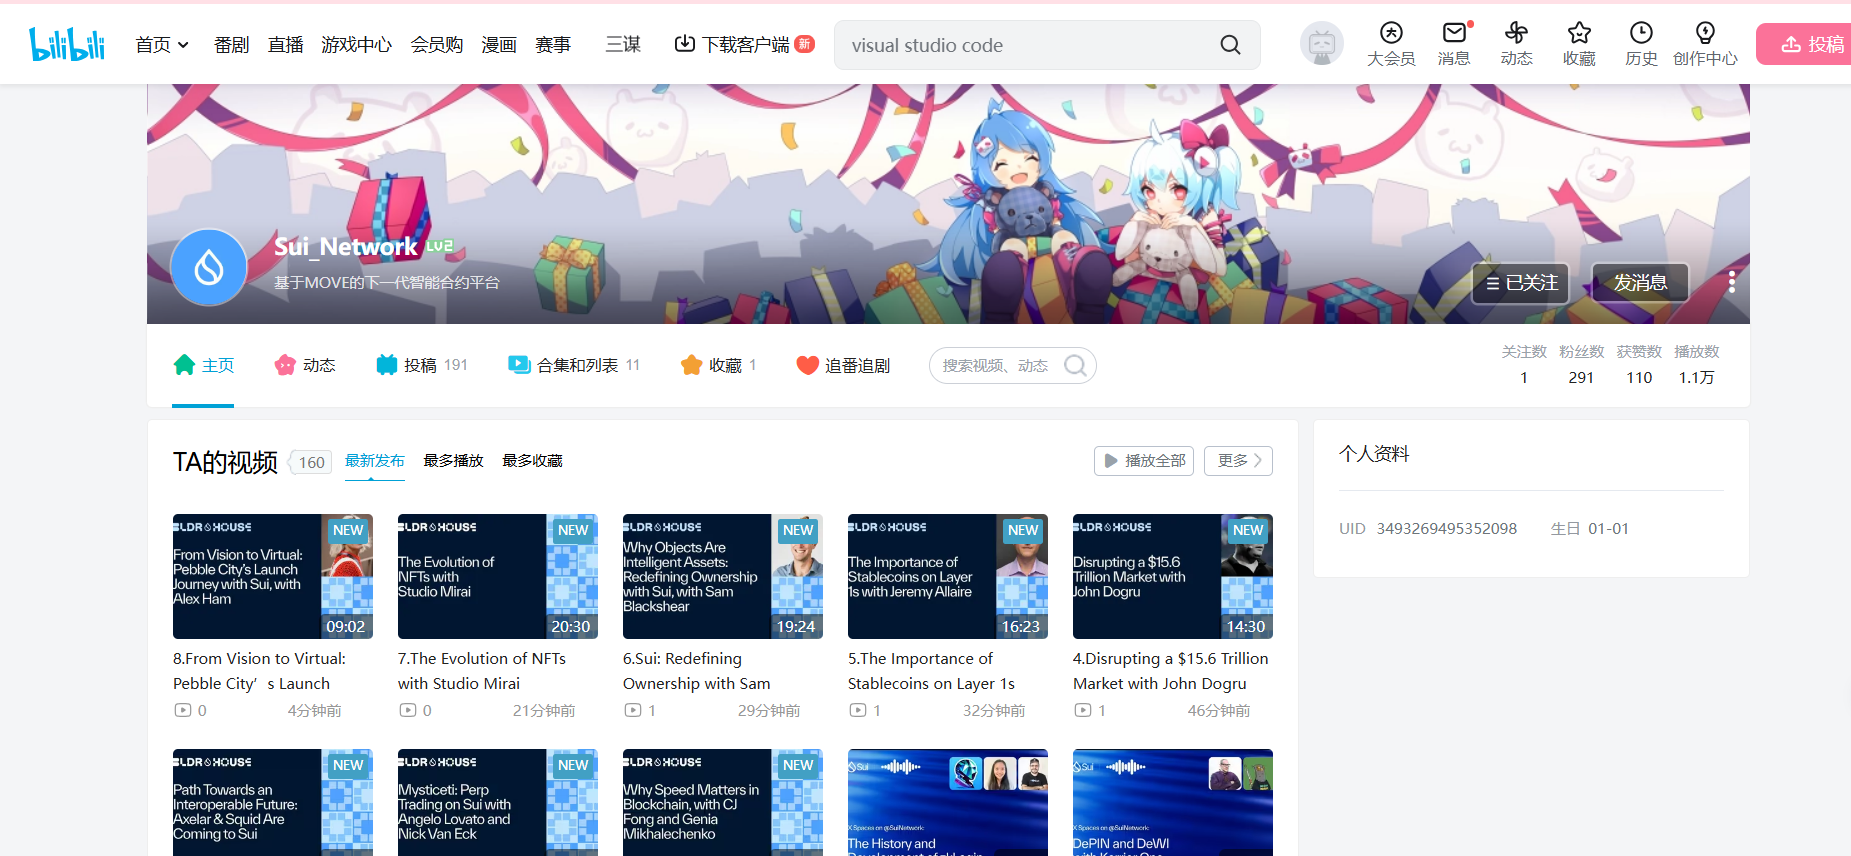 bilibili
首页
番剧
直播
游戏中心
会员购
漫画
赛事
三谋
下载客户端
新
visual studio code
大会员
消息
动态
收藏
历史
创作中心
投稿
Sui_Network LV2
基于MOVE的下一代智能合约平台
已关注
发消息
主页
动态
投稿 191
合集和列表 11
收藏 1
追番追剧
搜索视频、动态
关注数 粉丝数 获赞数 播放数
1 291 110 1.1万
TA的视频 160 最新发布 最多播放 最多收藏
播放全部
更多
个人资料
UID 3493269495352098 生日 01-01
BLDR HOUSE
NEW
From Vision to Virtual:
Pebble City's Launch
Journey with Sui, with
Alex Ham
09:02
8.From Vision to Virtual:
Pebble City’s Launch
0 4分钟前
BLDR HOUSE
NEW
The Evolution of
NFTs with
Studio Mirai
20:30
7.The Evolution of NFTs
with Studio Mirai
0 21分钟前
BLDR HOUSE
NEW
Why Objects Are
Intelligent Assets:
Redefining Ownership
with Sui, with Sam
Blackshear
19:24
6.Sui: Redefining
Ownership with Sam
1 29分钟前
BLDR HOUSE
NEW
The Importance of
Stablecoins on Layer
1s with Jeremy Allaire
16:23
5.The Importance of
Stablecoins on Layer 1s
1 32分钟前
BLDR HOUSE
NEW
Disrupting a $15.6
Trillion Market with
John Dogru
14:30
4.Disrupting a $15.6 Trillion
Market with John Dogru
1 46分钟前
BLDR HOUSE
NEW
Path Towards an
Interoperable Future:
Axelar & Squid Are
Coming to Sui
BLDR HOUSE
NEW
Mysticeti: Perp
Trading on Sui with
Angelo Lovato and
Nick Van Eck
BLDR HOUSE
NEW
Why Speed Matters in
Blockchain, with CJ
Fong and Genia
Mikhalechenko
Sui
X Spaces on @SuiNetwork:
The History and
Development of zkLogin
Sui
X Spaces on @SuiNetwork:
DePIN and DeWI